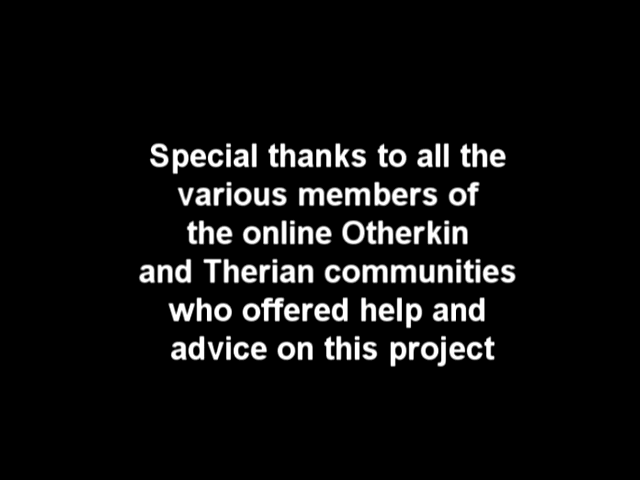 Special thanks to all the
various members of
the online Otherkin
and Therian communities
who offered help and
advice on this project